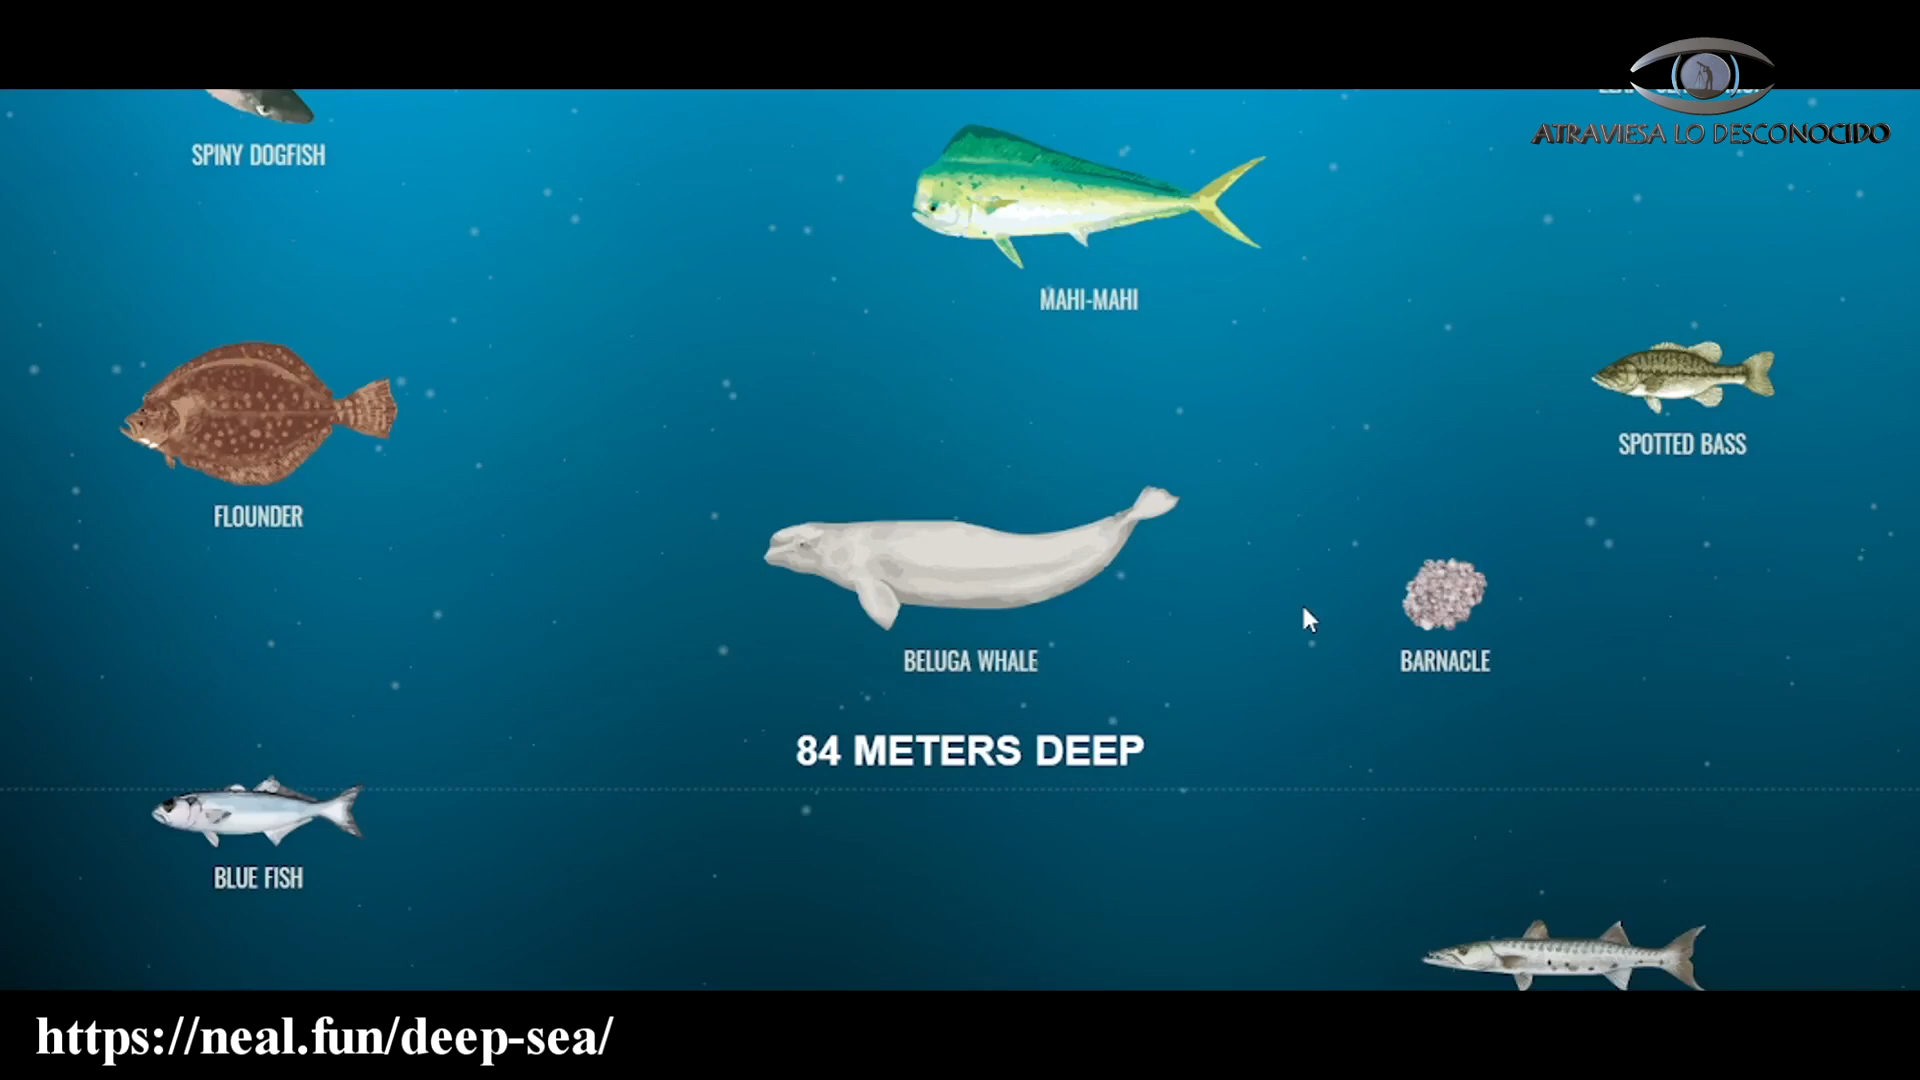 ATRAVIESA LO DESCONOCIDO
SPINY DOGFISH
MAHI-MAHI
SPOTTED BASS
FLOUNDER
BELUGA WHALE
BARNACLE
84 METERS DEEP
BLUE FISH
https://neal.fun/deep-sea/